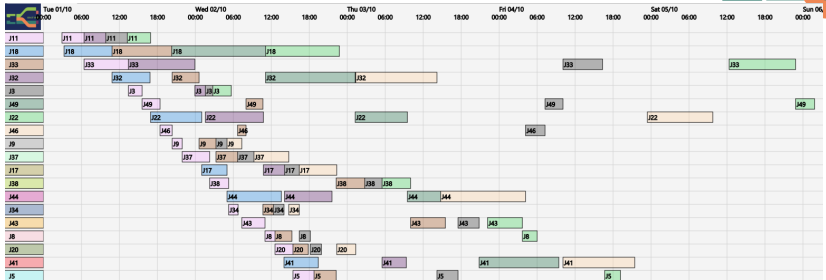 Tue 01/10 Wed 02/10 Thu 03/10 Fri 04/10 Sat 05/10 Sun 06
06:00 12:00 18:00 00:00 06:00 12:00 18:00 00:00 06:00 12:00 18:00 00:00 06:00 12:00 18:00 00:00 06:00 12:00 18:00 00:00
J11 J6 J11 J11 J11
J18 J3 J18 J18 J18
J33 J33 J33 J33 J33
J32 J32 J32 J32 J32
J3 J3 J3 J3 J3
J49 J49 J49 J49 J49
J22 J22 J22 J22 J22
J46 J46 J46 J46
J9 J9 J9 J9 J9
J37 J37 J37 J37 J37
J17 J17 J17 J17 J17
J38 J38 J38 J38 J38
J44 J44 J44 J44 J44
J34 J34 J34 J34 J34
J43 J43 J43 J43 J43
J8 J8 J8 J8 J8
J20 J20 J20 J20 J20
J41 J41 J41 J41 J41
J5 J5 J5 J5 J5